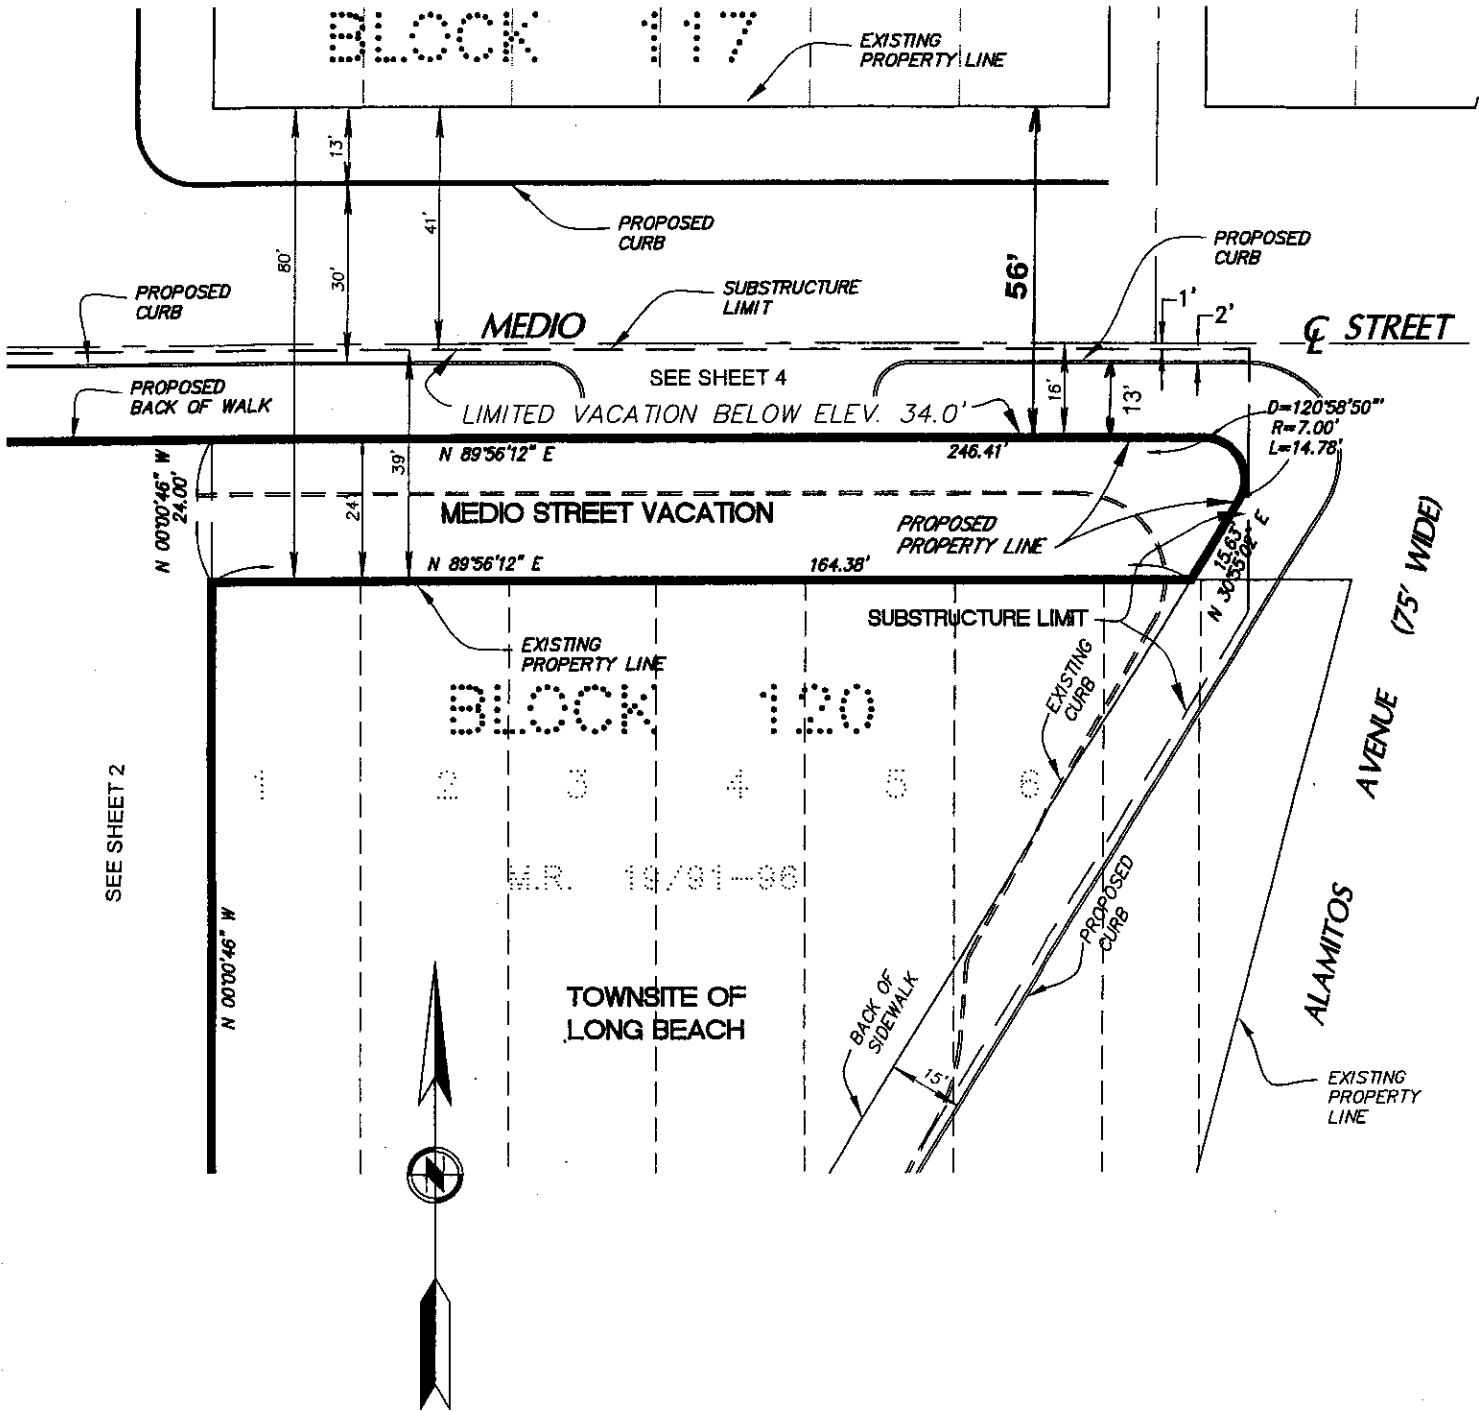 BLOCK 117
EXISTING
PROPERTY LINE
13'
80'
41'
30'
56'
PROPOSED
CURB
PROPOSED
CURB
PROPOSED
CURB
SUBSTRUCTURE
LIMIT
1'
2'
MEDIO
℄ STREET
SEE SHEET 4
16'
13'
PROPOSED
BACK OF WALK
LIMITED VACATION BELOW ELEV. 34.0'
D=120°58'50"
R=7.00'
L=14.78'
N 89°56'12" E
246.41'
39'
N 00°00'46" W
24.00'
24'
MEDIO STREET VACATION
PROPOSED
PROPERTY LINE
15.63'
N 30°55'02" E
N 89°56'12" E
164.38'
SUBSTRUCTURE LIMIT
EXISTING
PROPERTY LINE
AVENUE (75' WIDE)
BLOCK 120
EXISTING
CURB
1 2 3 4 5 6
SEE SHEET 2
M.R. 19/91-96
PROPOSED
CURB
ALAMITOS
N 00°00'46" W
TOWNSITE OF
LONG BEACH
BACK OF
SIDEWALK
15'
EXISTING
PROPERTY
LINE
N